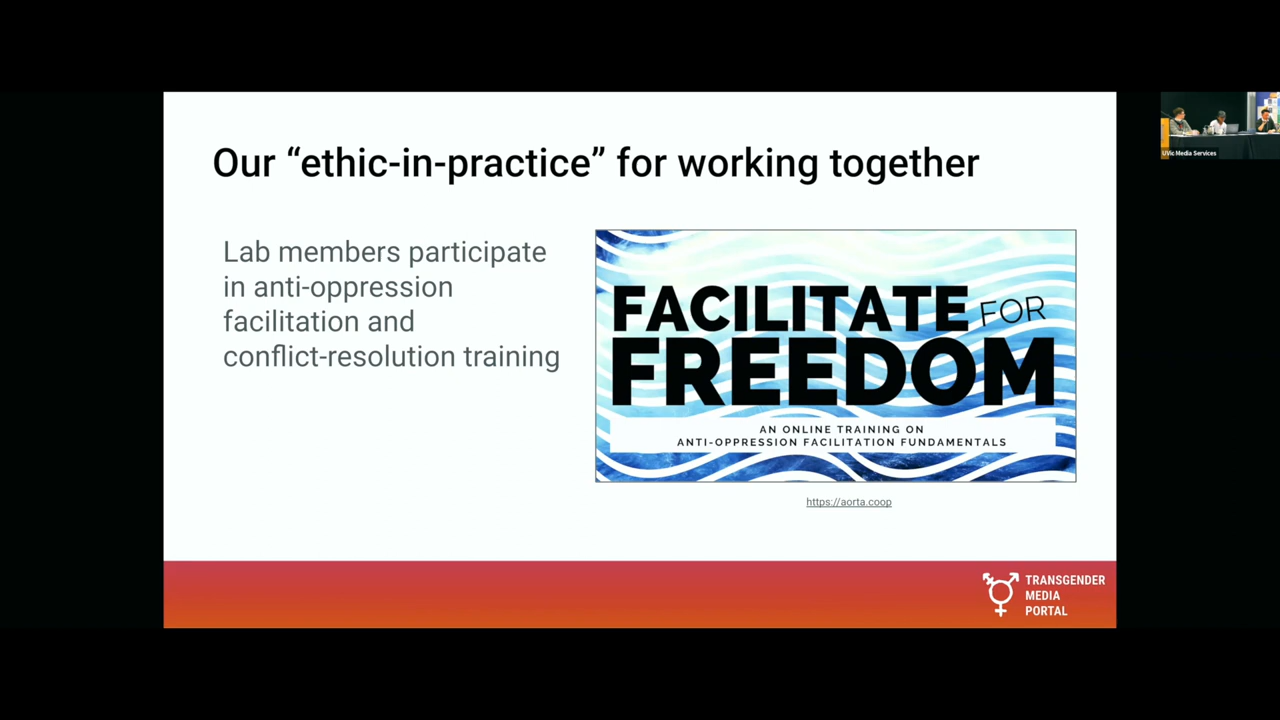 Our “ethic-in-practice” for working together
Lab members participate
in anti-oppression
facilitation and
conflict-resolution training
FACILITATE FOR
FREEDOM
AN ONLINE TRAINING ON
ANTI-OPPRESSION FACILITATION FUNDAMENTALS
https://aorta.coop
TRANSGENDER
MEDIA
PORTAL
UVic Media Services